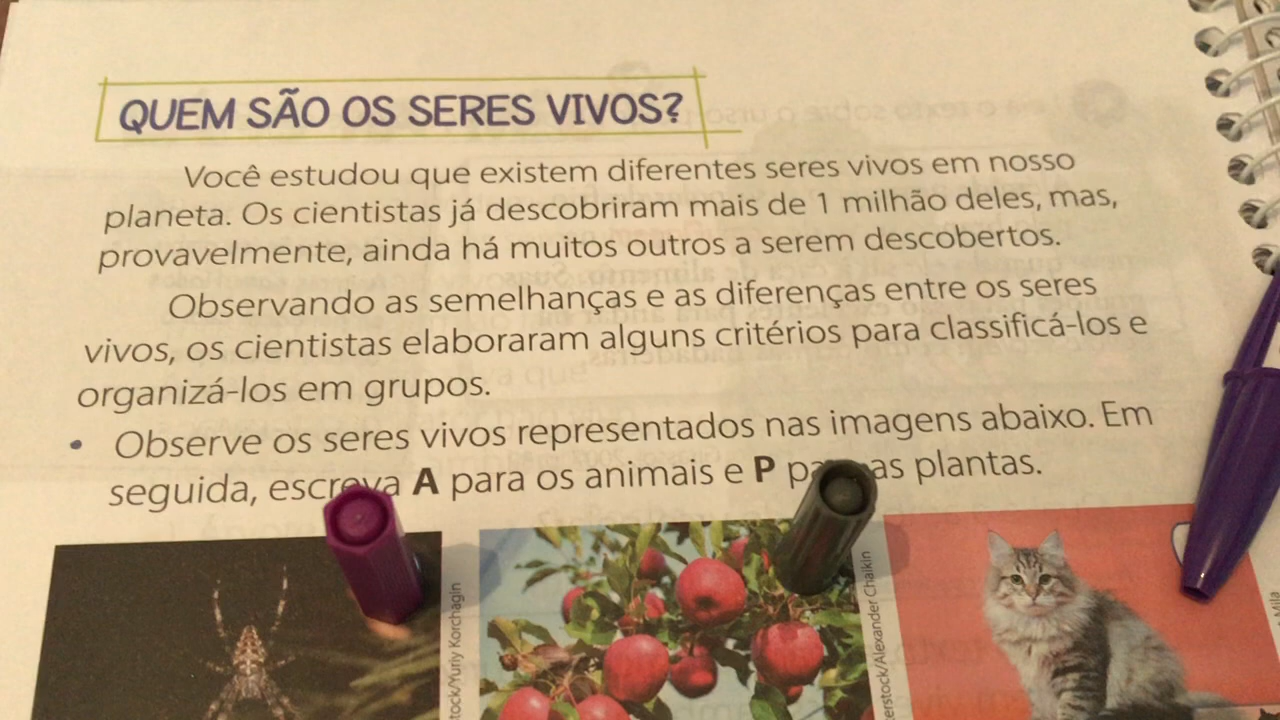 QUEM SÃO OS SERES VIVOS?
Você estudou que existem diferentes seres vivos em nosso
planeta. Os cientistas já descobriram mais de 1 milhão deles, mas,
provavelmente, ainda há muitos outros a serem descobertos.
Observando as semelhanças e as diferenças entre os seres
vivos, os cientistas elaboraram alguns critérios para classificá-los e
organizá-los em grupos.
• Observe os seres vivos representados nas imagens abaixo. Em
seguida, escreva A para os animais e P para as plantas.
tock/Yuriy Korchagin
erstock/Alexander Chaikin